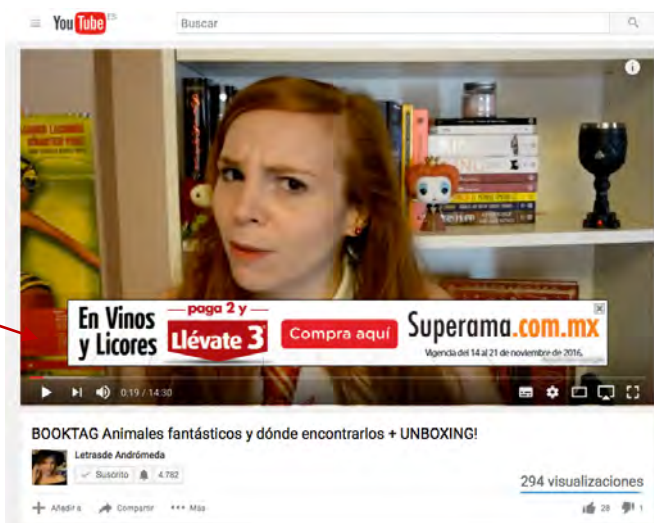 YouTube ES
Buscar
En Vinos
y Licores
paga 2 y
Llévate 3
Compra aquí
Superama.com.mx
Vigencia del 14 al 21 de noviembre de 2016.
0:19 / 14:30
BOOKTAG Animales fantásticos y dónde encontrarlos + UNBOXING!
Letrasde Andrómeda
Suscrito 4.782
294 visualizaciones
Añadir a Compartir Más
28 1